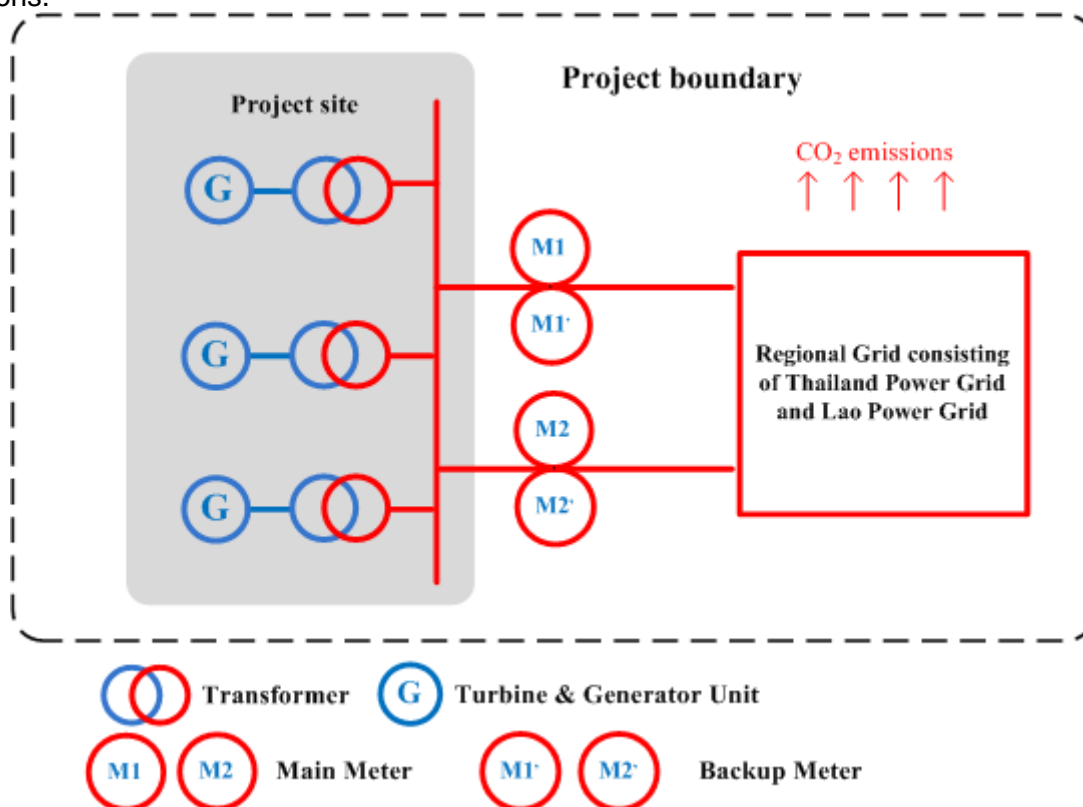 ons.
Project boundary
Project site
CO₂ emissions
G
M1
M1'
G
Regional Grid consisting
of Thailand Power Grid
and Lao Power Grid
M2
M2'
G
Transformer
G Turbine & Generator Unit
M1 M2 Main Meter M1' M2' Backup Meter